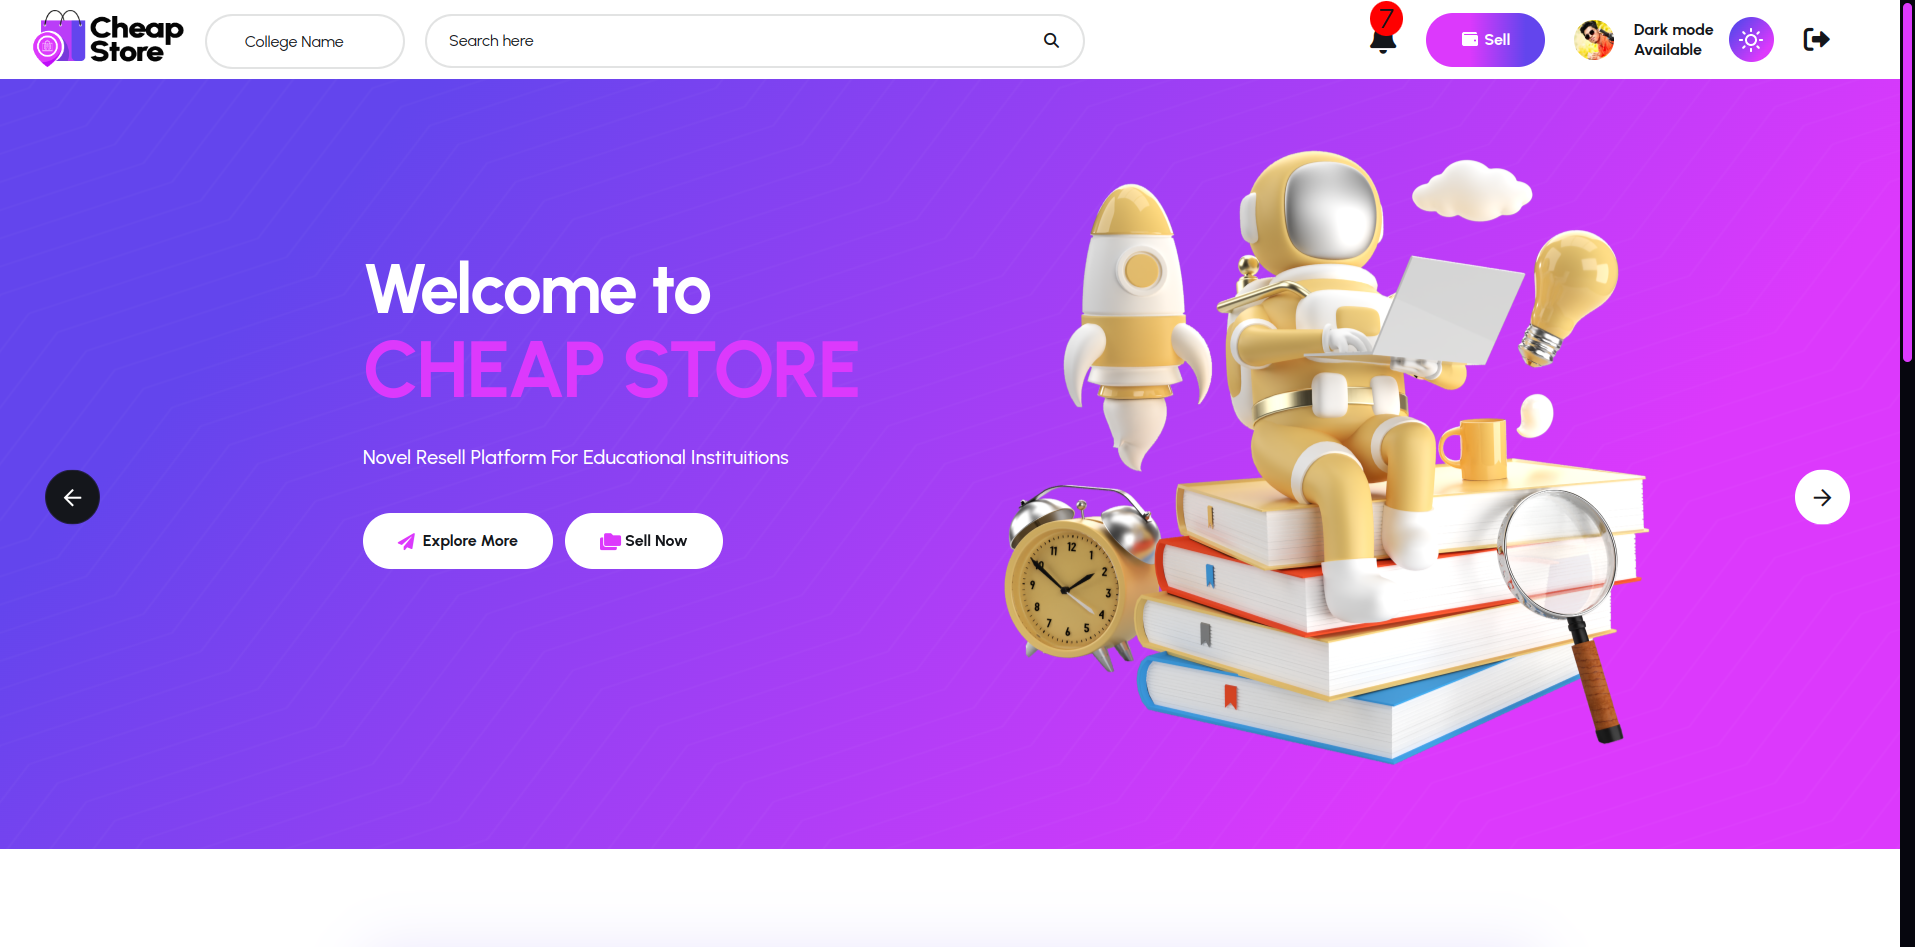 Cheap
Store
College Name
Search here
7
Sell
Dark mode
Available
Welcome to
CHEAP STORE
Novel Resell Platform For Educational Instituitions
Explore More
Sell Now
12
1
2
3
4
5
6
7
8
9
10
11